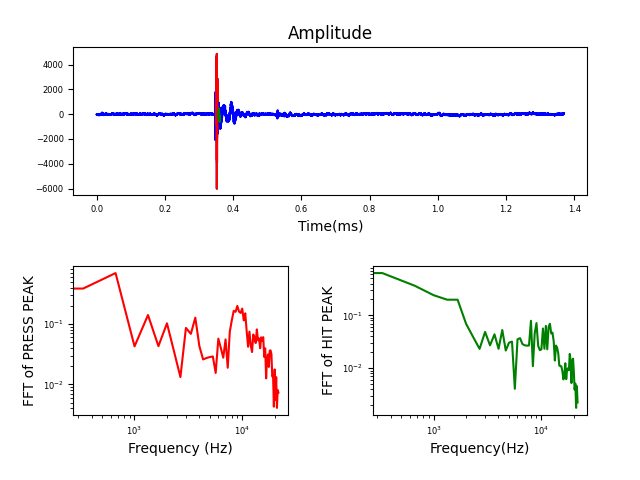 Amplitude
4000
2000
0
−2000
−4000
−6000
0.0 0.2 0.4 0.6 0.8 1.0 1.2 1.4
Time(ms)
FFT of PRESS PEAK
10⁻¹
10⁻²
10³ 10⁴
Frequency (Hz)
FFT of HIT PEAK
10⁻¹
10⁻²
10³ 10⁴
Frequency(Hz)